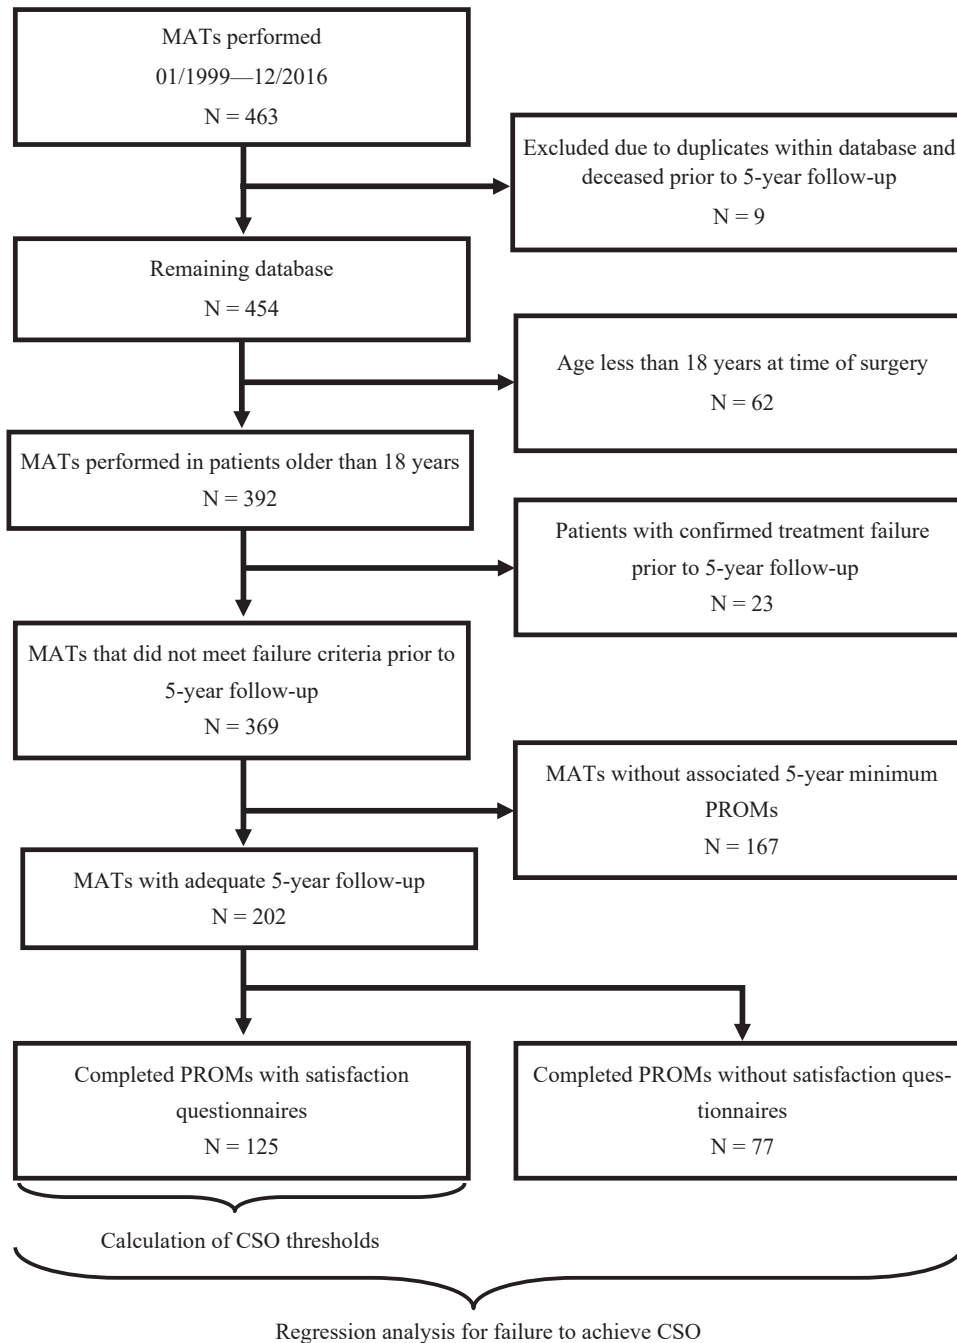 MATs performed
01/1999—12/2016
N = 463
Excluded due to duplicates within database and
deceased prior to 5-year follow-up
N = 9
Remaining database
N = 454
Age less than 18 years at time of surgery
N = 62
MATs performed in patients older than 18 years
N = 392
Patients with confirmed treatment failure
prior to 5-year follow-up
N = 23
MATs that did not meet failure criteria prior to
5-year follow-up
N = 369
MATs without associated 5-year minimum
PROMs
N = 167
MATs with adequate 5-year follow-up
N = 202
Completed PROMs with satisfaction
questionnaires
N = 125
Completed PROMs without satisfaction ques-
tionnaires
N = 77
Calculation of CSO thresholds
Regression analysis for failure to achieve CSO